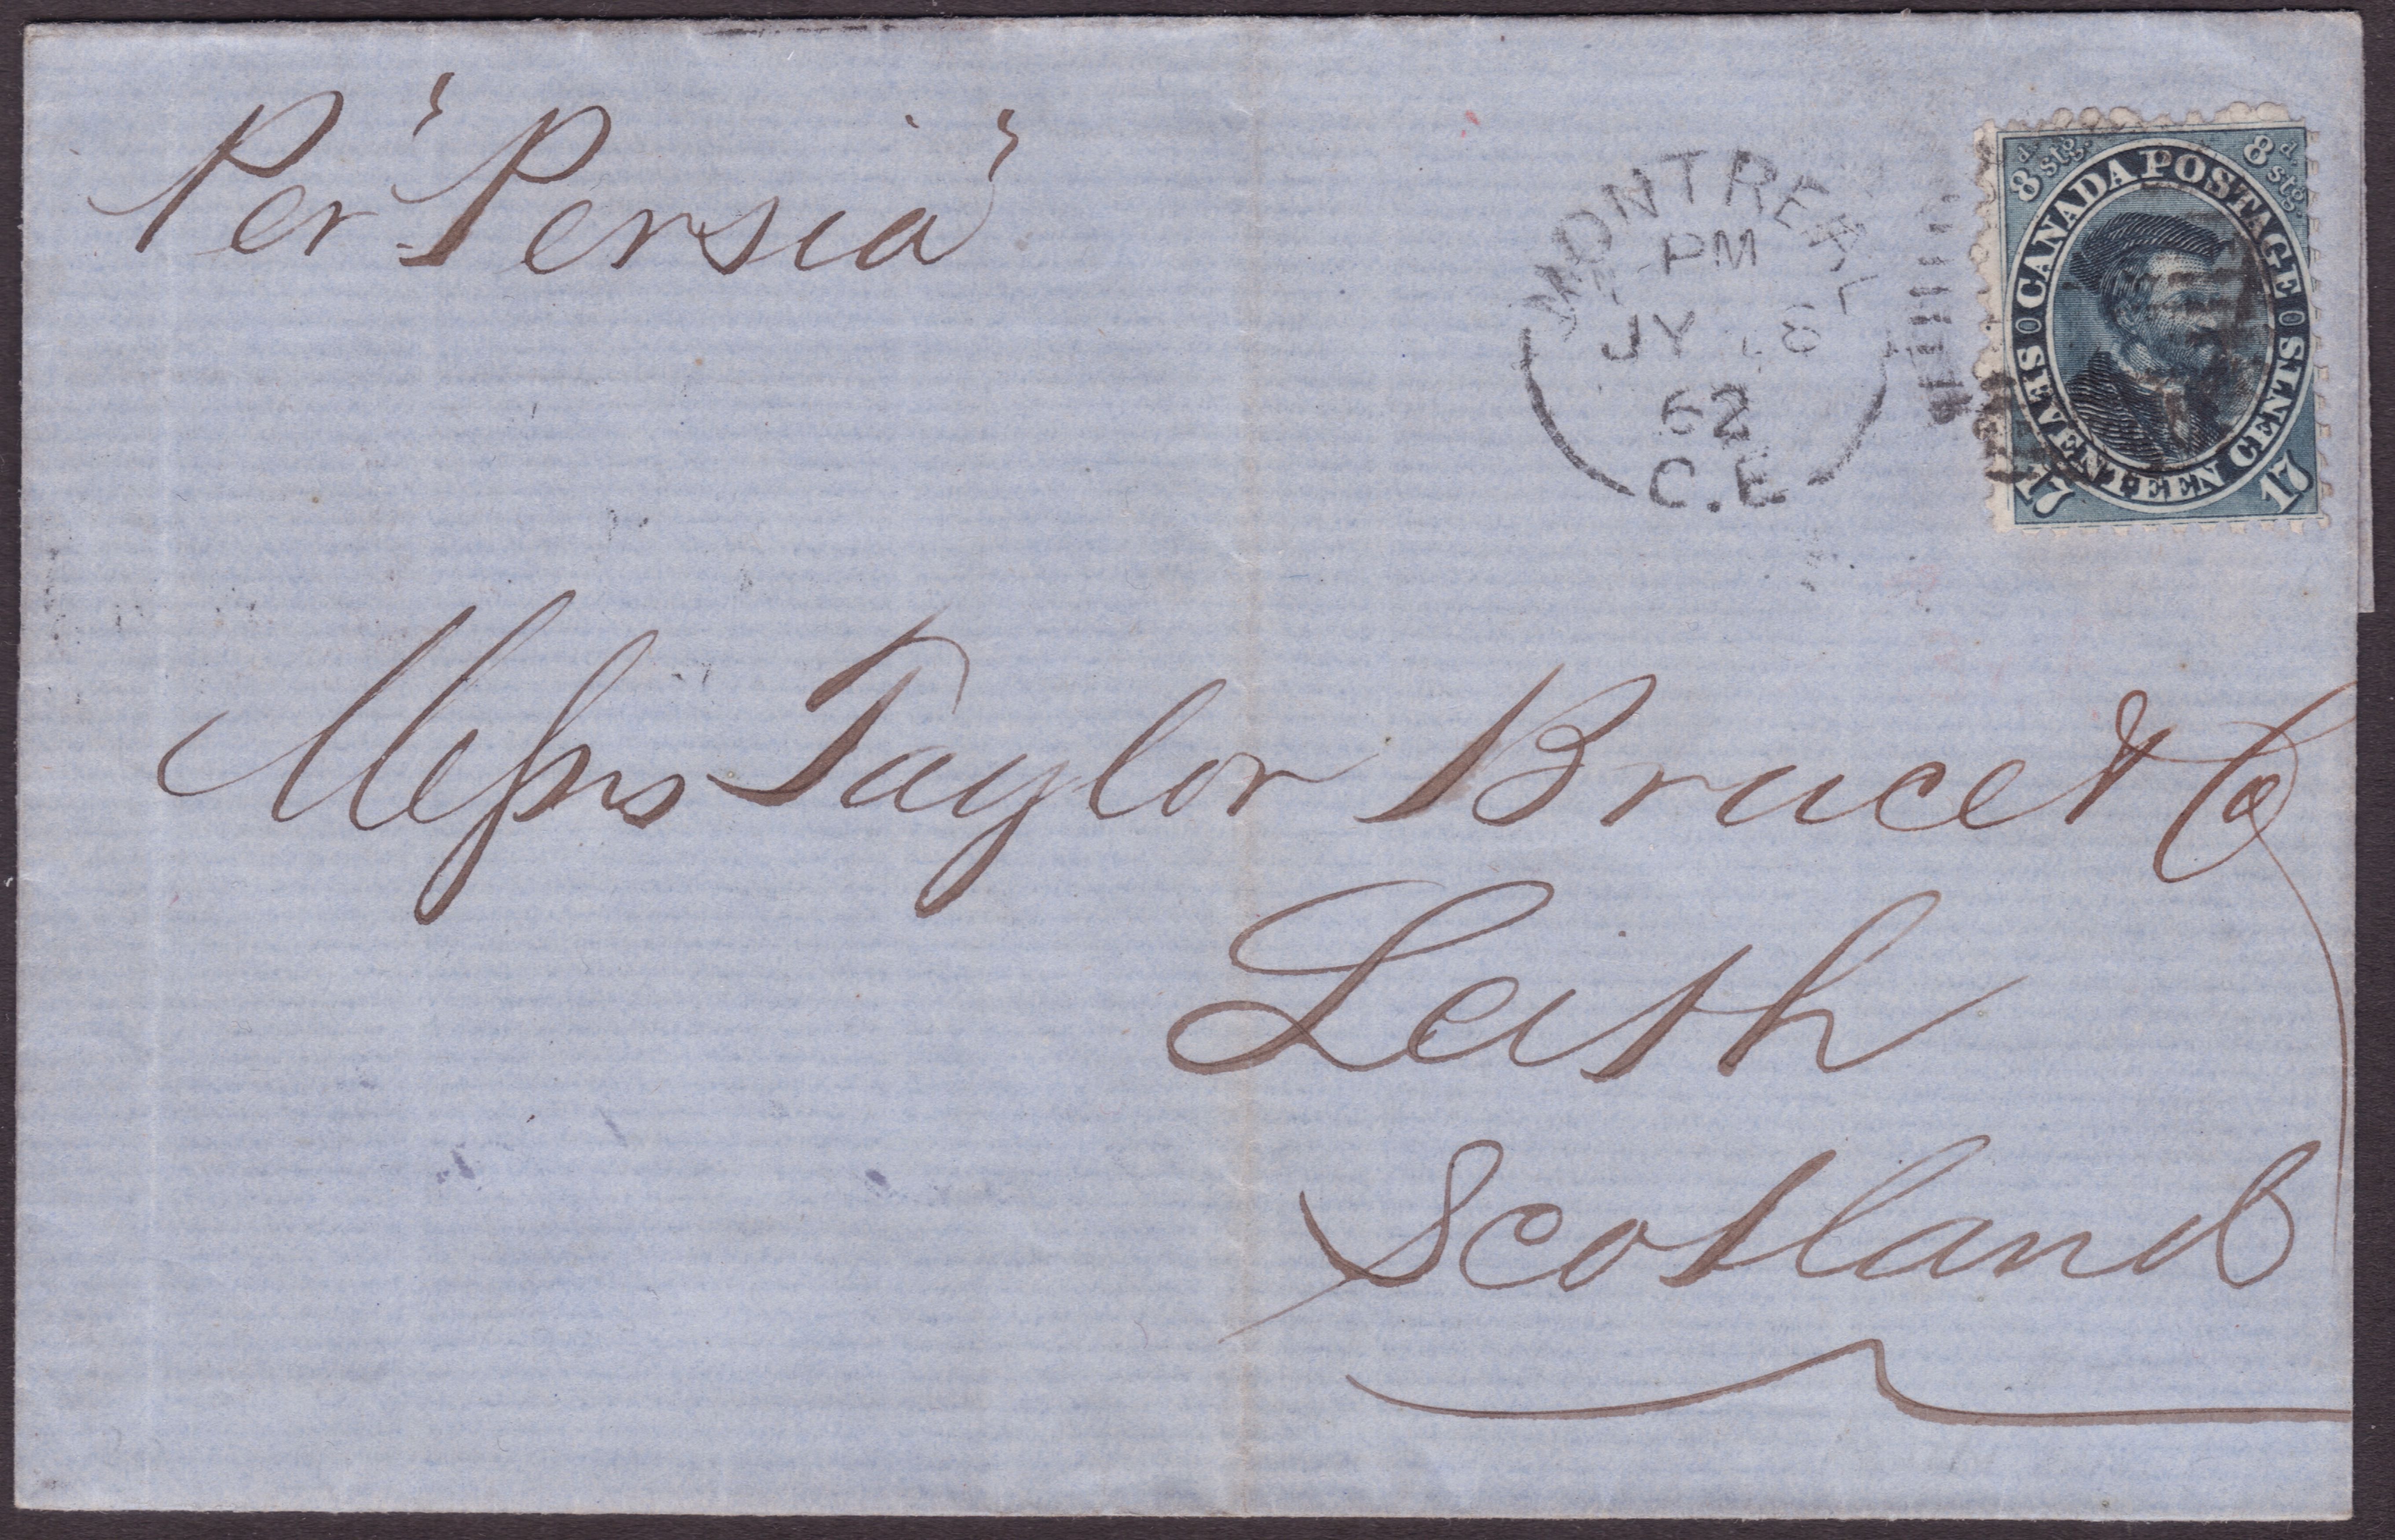 Per "Persia"
MONTREAL
PM
JY
62
C.E
8d stg. 8d stg.
CANADA POSTAGE
SEVENTEEN CENTS
17 17
Messrs Taylor Bruce & Co
Leith
Scotland